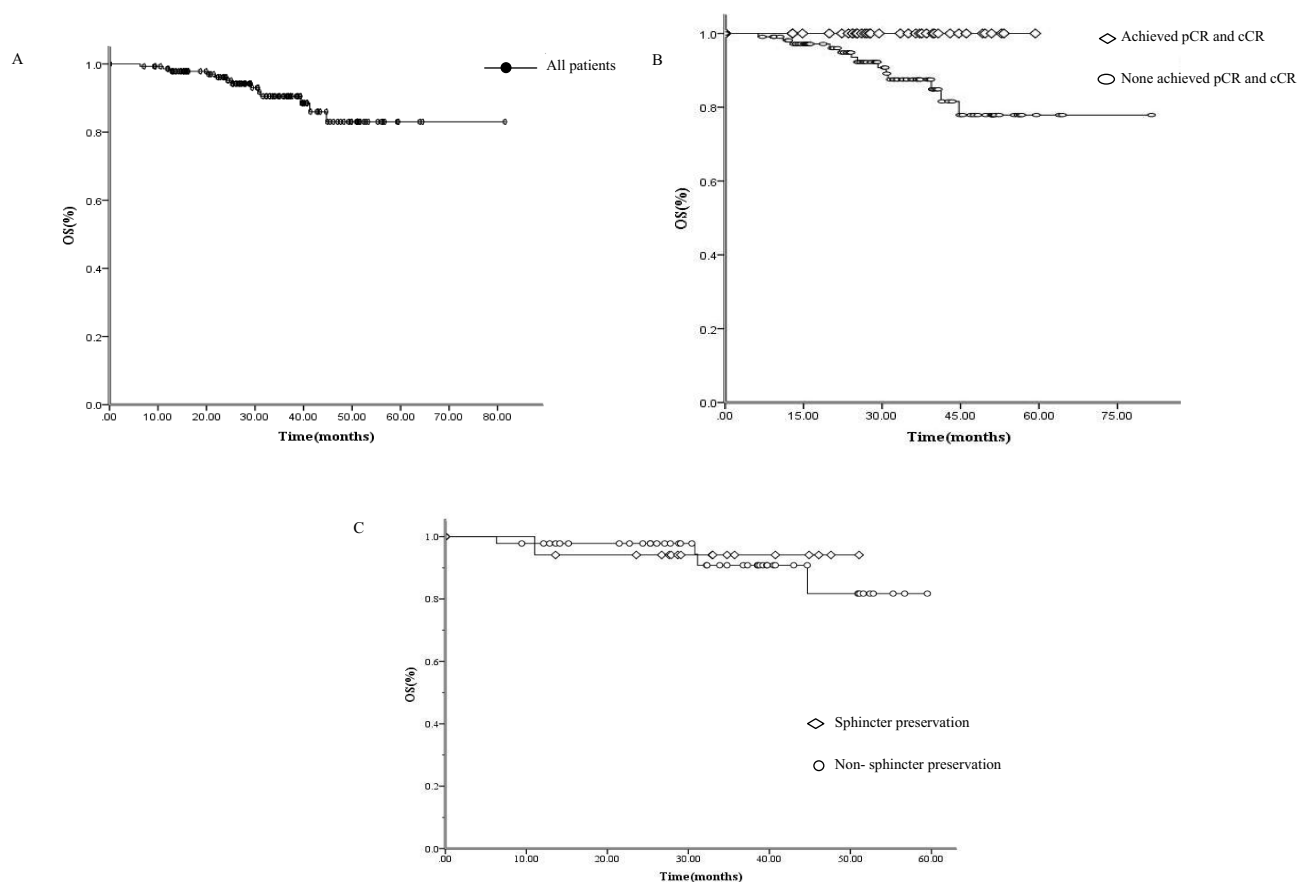 A
All patients
1.0
0.8
0.6
0.4
0.2
0.0
OS(%)
.00 10.00 20.00 30.00 40.00 50.00 60.00 70.00 80.00
Time(months)
B
Achieved pCR and cCR
None achieved pCR and cCR
1.0
0.8
0.6
0.4
0.2
0.0
OS(%)
.00 15.00 30.00 45.00 60.00 75.00
Time(months)
C
1.0
0.8
0.6
0.4
0.2
0.0
OS(%)
Sphincter preservation
Non- sphincter preservation
.00 10.00 20.00 30.00 40.00 50.00 60.00
Time(months)